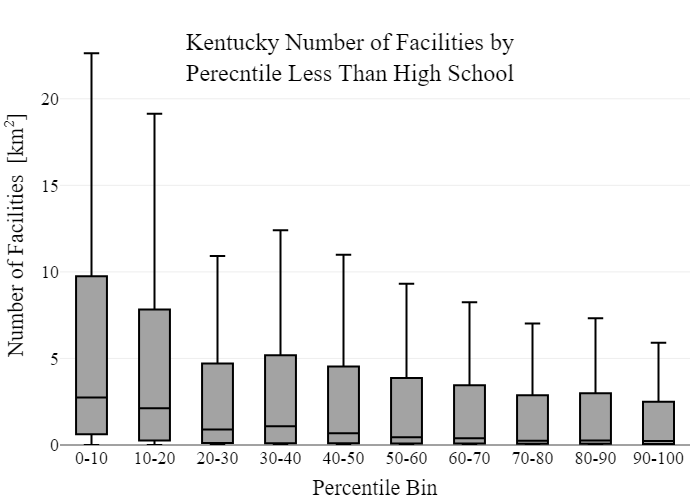 Kentucky Number of Facilities by
Perecntile Less Than High School
Number of Facilities [km²]
20
15
10
5
0
0-10 10-20 20-30 30-40 40-50 50-60 60-70 70-80 80-90 90-100
Percentile Bin